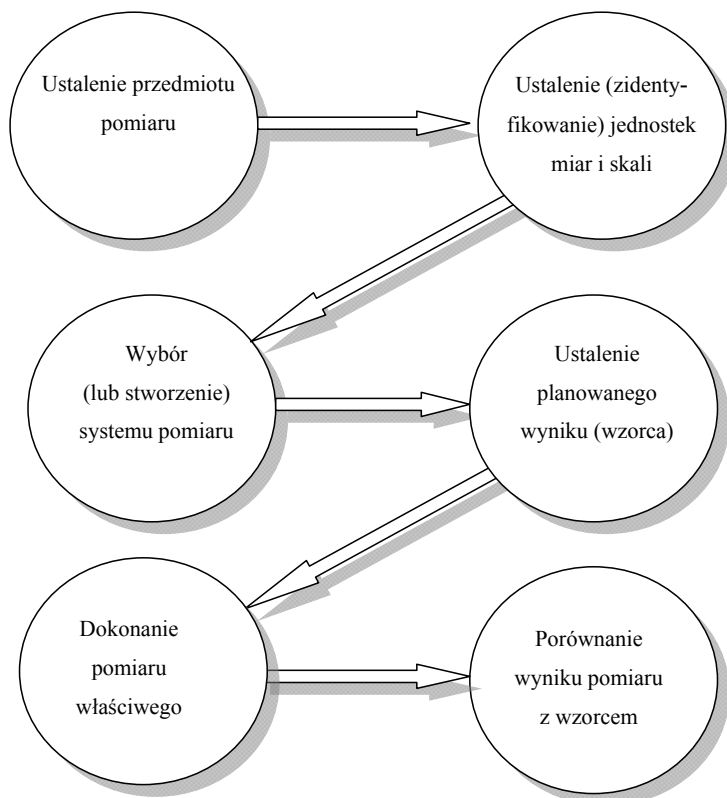 Ustalenie przedmiotu
pomiaru
Ustalenie (zidenty-
fikowanie) jednostek
miar i skali
Wybór
(lub stworzenie)
systemu pomiaru
Ustalenie
planowanego
wyniku (wzorca)
Dokonanie
pomiaru
właściwego
Porównanie
wyniku pomiaru
z wzorcem